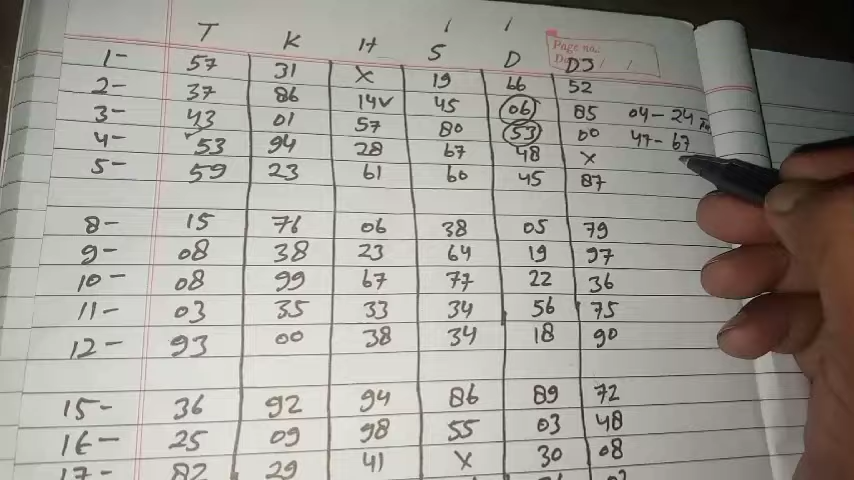 T K H S D DJ
Page no.:
1- 57 31 X 19 66 52
2- 37 86 14✓ 45 06 85 04-24
3- 43 01 57 80 53 00 47-67
4- 53 94 28 67 48 X
5- 59 23 61 60 45 87
8- 15 76 06 38 05 79
9- 08 38 23 64 19 97
10- 08 99 67 77 22 36
11- 03 35 33 34 56 75
12- 93 00 38 34 18 90
15- 36 92 94 86 89 72
16- 25 09 98 55 03 48
17- 82 29 41 X 30 08